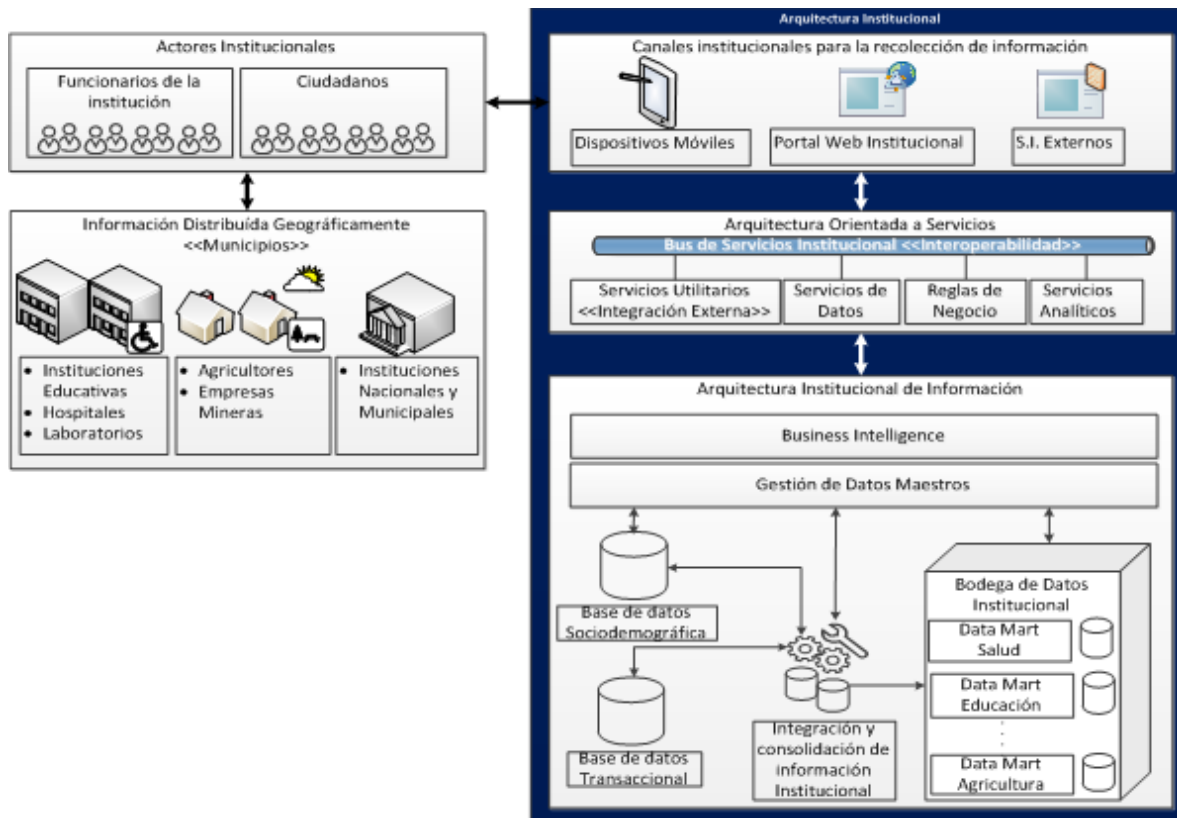 Actores Institucionales
Funcionarios de la
institución
Ciudadanos
Información Distribuída Geográficamente
<<Municipios>>
• Instituciones
Educativas
• Hospitales
• Laboratorios
• Agricultores
• Empresas
Mineras
• Instituciones
Nacionales y
Municipales
Arquitectura Institucional
Canales institucionales para la recolección de información
Dispositivos Móviles
Portal Web Institucional
S.I. Externos
Arquitectura Orientada a Servicios
Bus de Servicios Institucional <<Interoperabilidad>>
Servicios Utilitarios
<<Integración Externa>>
Servicios de
Datos
Reglas de
Negocio
Servicios
Analíticos
Arquitectura Institucional de Información
Business Intelligence
Gestión de Datos Maestros
Base de datos
Sociodemográfica
Base de datos
Transaccional
Integración y
consolidación de
información
Institucional
Bodega de Datos
Institucional
Data Mart
Salud
Data Mart
Educación
Data Mart
Agricultura